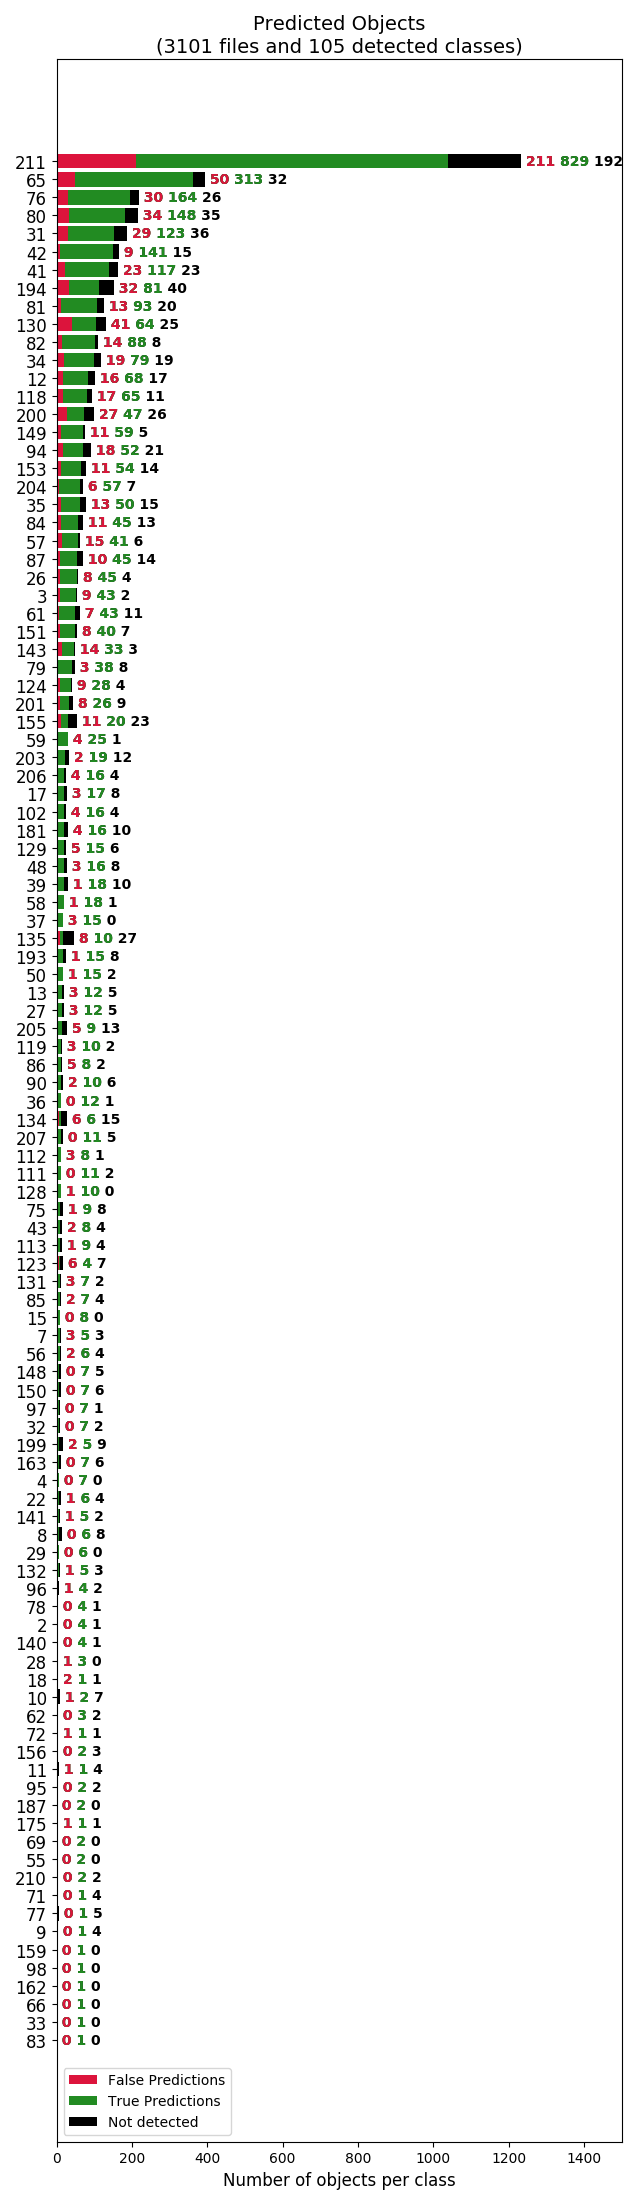 Predicted Objects
(3101 files and 105 detected classes)
211 211 829 192
65 50 313 32
76 30 164 26
80 34 148 35
31 29 123 36
42 9 141 15
41 23 117 23
194 32 81 40
81 13 93 20
130 41 64 25
82 14 88 8
34 19 79 19
12 16 68 17
118 17 65 11
200 27 47 26
149 11 59 5
94 18 52 21
153 11 54 14
204 6 57 7
35 13 50 15
84 11 45 13
57 15 41 6
87 10 45 14
26 8 45 4
3 9 43 2
61 7 43 11
151 8 40 7
143 14 33 3
79 3 38 8
124 9 28 4
201 8 26 9
155 11 20 23
59 4 25 1
203 2 19 12
206 4 16 4
17 3 17 8
102 4 16 4
181 4 16 10
129 5 15 6
48 3 16 8
39 1 18 10
58 1 18 1
37 3 15 0
135 8 10 27
193 1 15 8
50 1 15 2
13 3 12 5
27 3 12 5
205 5 9 13
119 3 10 2
86 5 8 2
90 2 10 6
36 0 12 1
134 6 6 15
207 0 11 5
112 3 8 1
111 0 11 2
128 1 10 0
75 1 9 8
43 2 8 4
113 1 9 4
123 6 4 7
131 3 7 2
85 2 7 4
15 0 8 0
7 3 5 3
56 2 6 4
148 0 7 5
150 0 7 6
97 0 7 1
32 0 7 2
199 2 5 9
163 0 7 6
4 0 7 0
22 1 6 4
141 1 5 2
8 0 6 8
29 0 6 0
132 1 5 3
96 1 4 2
78 0 4 1
2 0 4 1
140 0 4 1
28 1 3 0
18 2 1 1
10 1 2 7
62 0 3 2
72 1 1 1
156 0 2 3
11 1 1 4
95 0 2 2
187 0 2 0
175 1 1 1
69 0 2 0
55 0 2 0
210 0 2 2
71 0 1 4
77 0 1 5
9 0 1 4
159 0 1 0
98 0 1 0
162 0 1 0
66 0 1 0
33 0 1 0
83 0 1 0
False Predictions
True Predictions
Not detected
0 200 400 600 800 1000 1200 1400
Number of objects per class